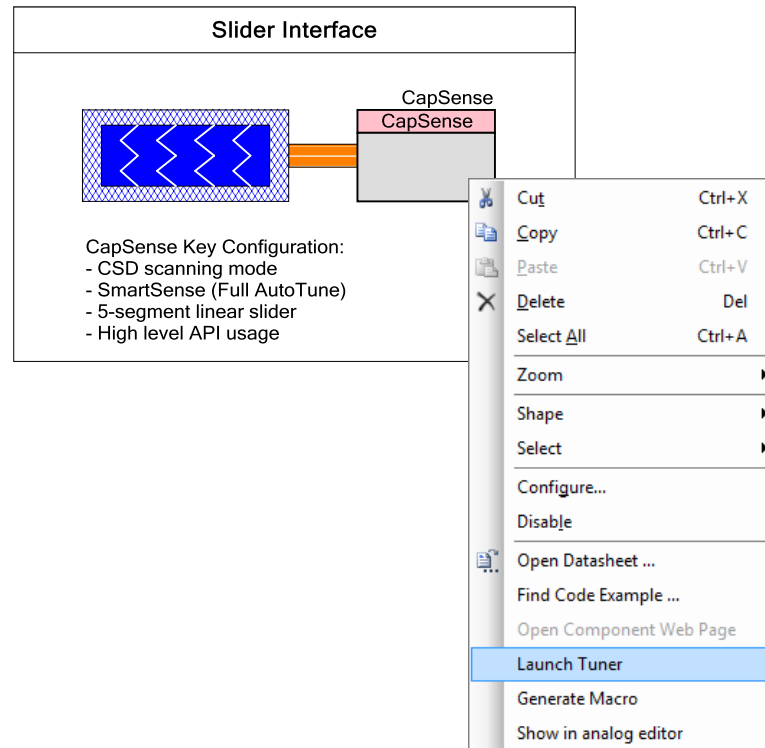 Slider Interface
CapSense
CapSense
CapSense Key Configuration:
- CSD scanning mode
- SmartSense (Full AutoTune)
- 5-segment linear slider
- High level API usage
Cut Ctrl+X
Copy Ctrl+C
Paste Ctrl+V
Delete Del
Select All Ctrl+A
Zoom
Shape
Select
Configure...
Disable
Open Datasheet ...
Find Code Example ...
Open Component Web Page
Launch Tuner
Generate Macro
Show in analog editor